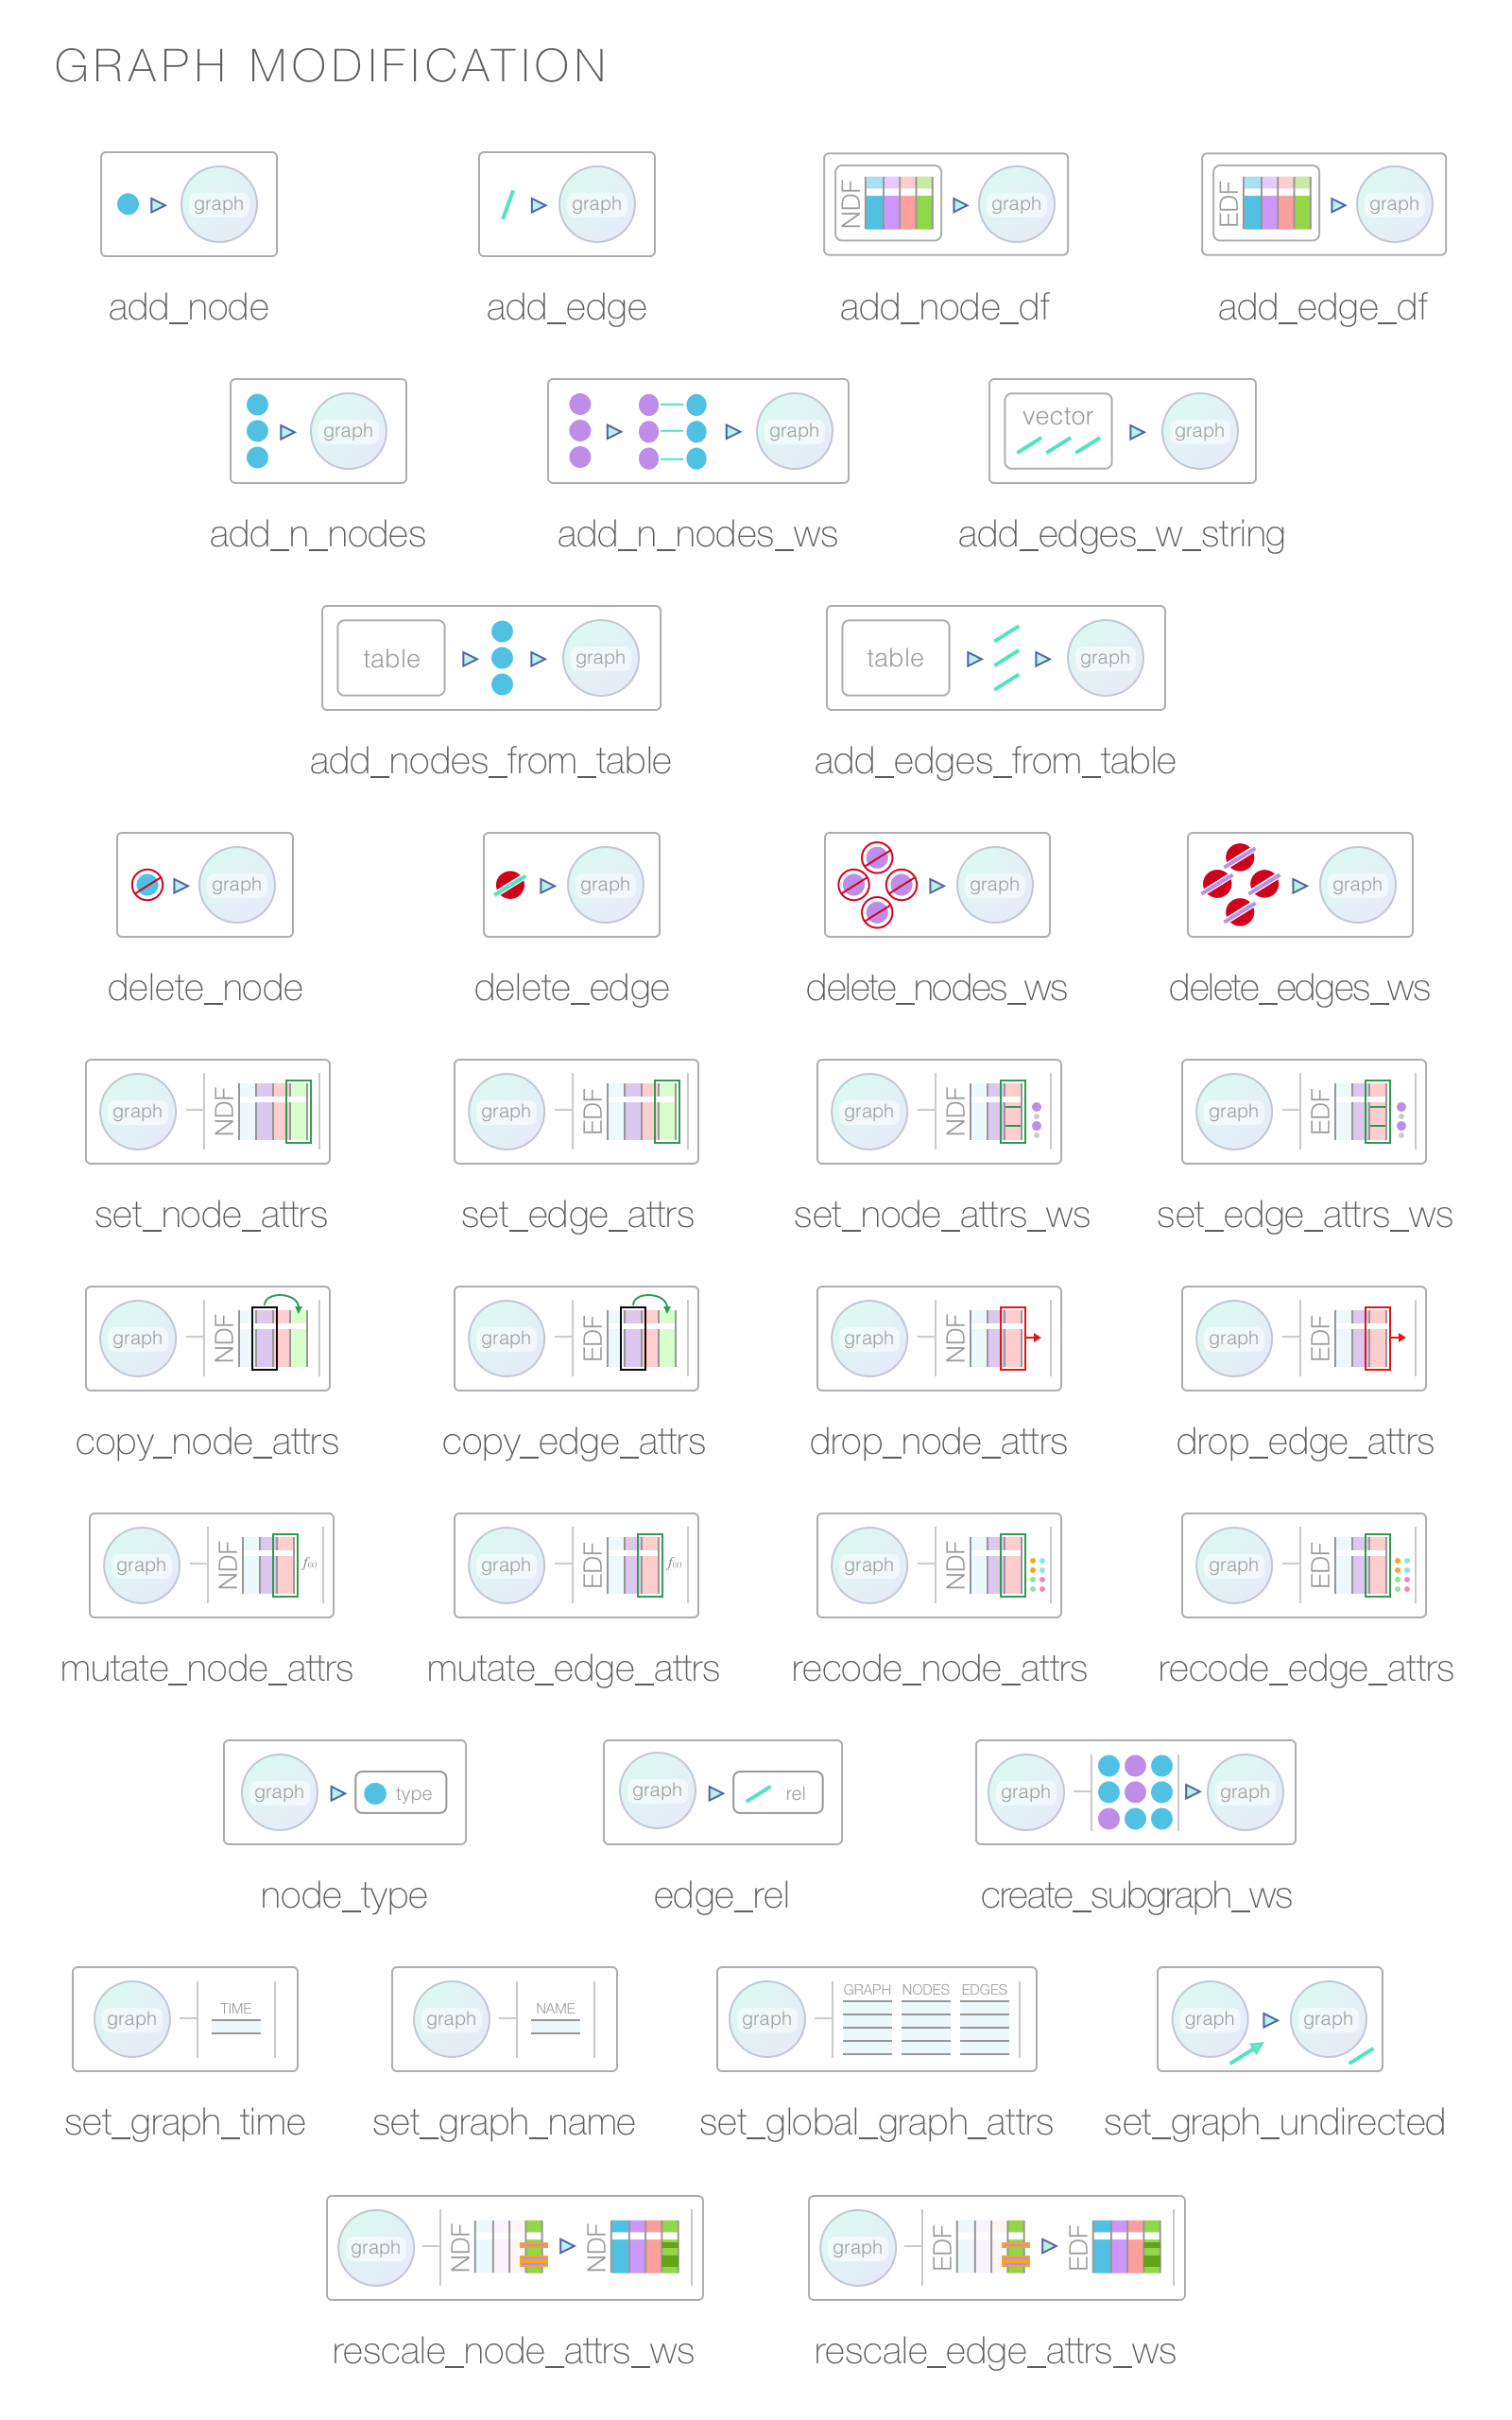 GRAPH MODIFICATION
graph
graph
NDF graph
EDF graph
add_node
add_edge
add_node_df
add_edge_df
graph
graph
vector
graph
add_n_nodes
add_n_nodes_ws
add_edges_w_string
table graph
table graph
add_nodes_from_table
add_edges_from_table
graph
graph
graph
graph
delete_node
delete_edge
delete_nodes_ws
delete_edges_ws
graph NDF
graph EDF
graph NDF
graph EDF
set_node_attrs
set_edge_attrs
set_node_attrs_ws
set_edge_attrs_ws
graph NDF
graph EDF
graph NDF
graph EDF
copy_node_attrs
copy_edge_attrs
drop_node_attrs
drop_edge_attrs
graph NDF f(x)
graph EDF f(x)
graph NDF
graph EDF
mutate_node_attrs
mutate_edge_attrs
recode_node_attrs
recode_edge_attrs
graph type
graph rel
graph graph
node_type
edge_rel
create_subgraph_ws
graph TIME
graph NAME
graph GRAPH NODES EDGES
graph graph
set_graph_time
set_graph_name
set_global_graph_attrs
set_graph_undirected
graph NDF NDF
graph EDF EDF
rescale_node_attrs_ws
rescale_edge_attrs_ws